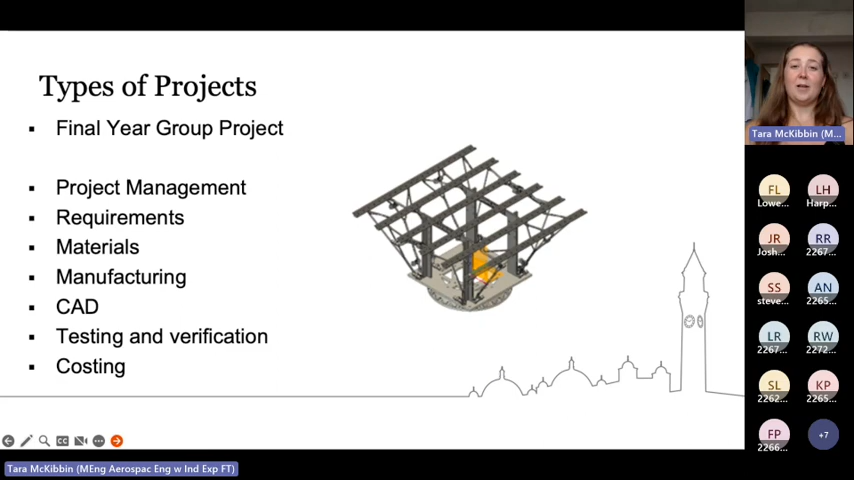 Types of Projects
▪ Final Year Group Project
▪ Project Management
▪ Requirements
▪ Materials
▪ Manufacturing
▪ CAD
▪ Testing and verification
▪ Costing
CC
Tara McKibbin (MEng Aerospac Eng w Ind Exp FT)
Tara McKibbin (M...
FL LH
Lowe... Harp...
JR RR
Josh... 2267...
SS AN
steve... 2265...
LR RW
2267... 2272...
SL KP
2262... 2265...
FP +7
2266...